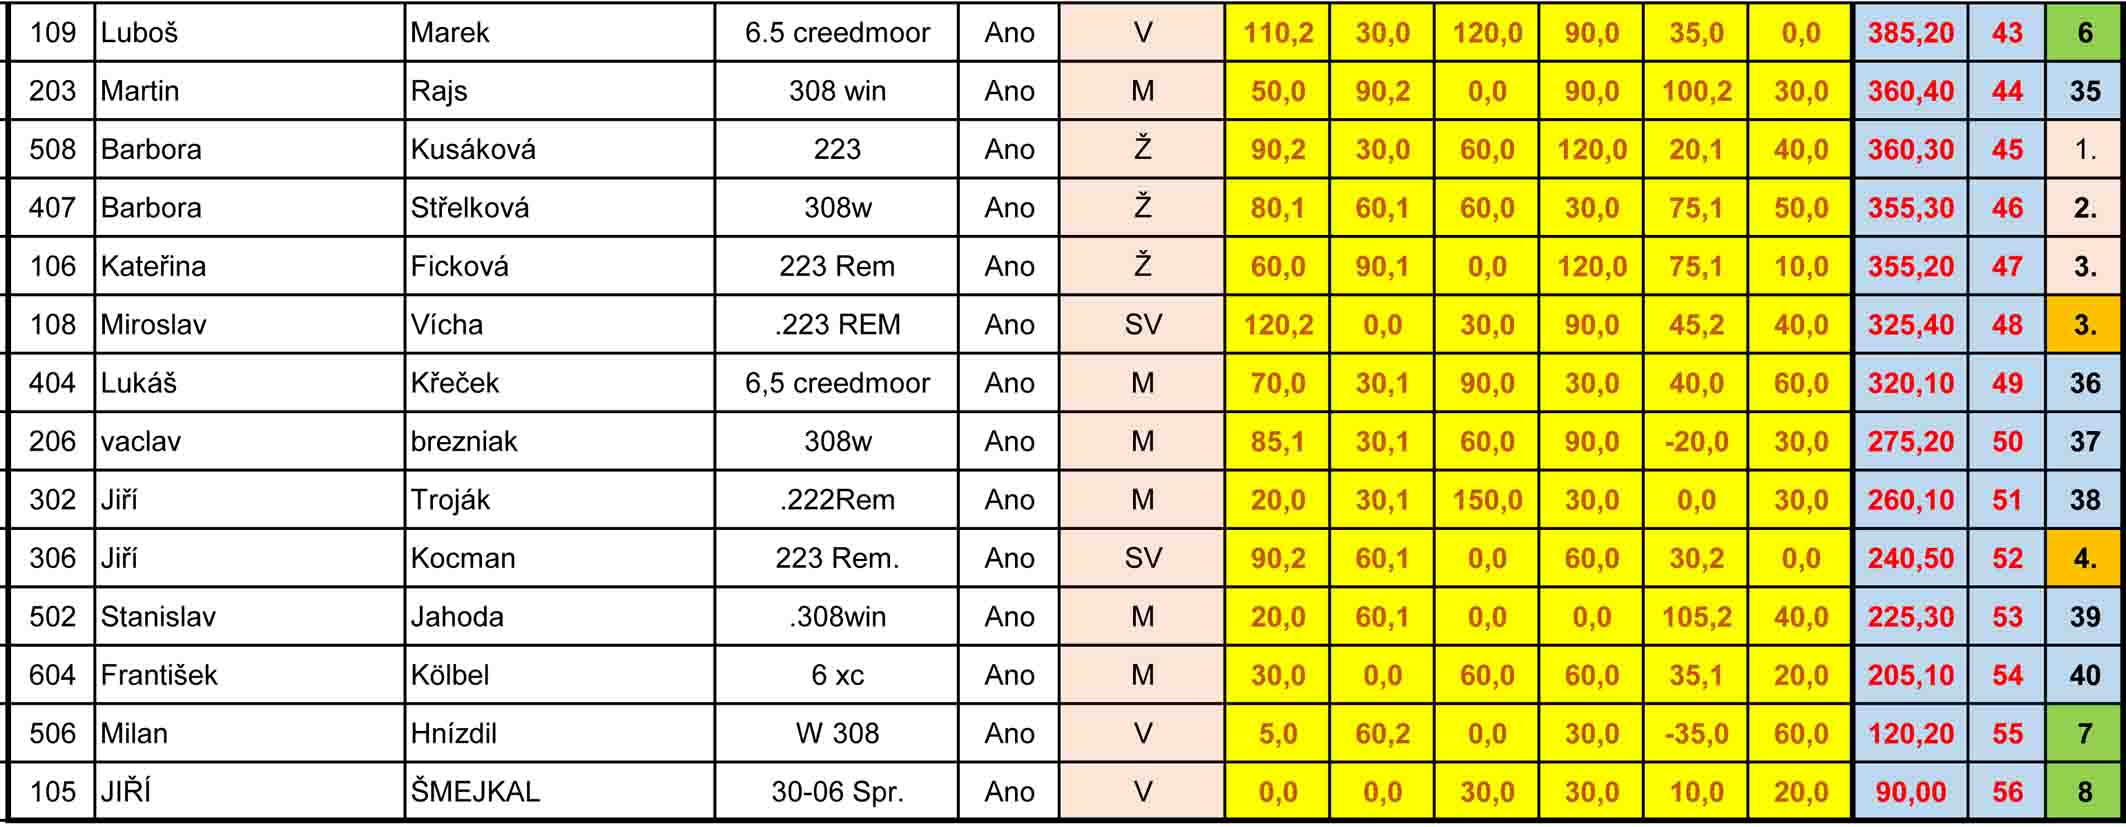 109 Luboš Marek 6.5 creedmoor Ano V 110,2 30,0 120,0 90,0 35,0 0,0 385,20 43 6
203 Martin Rajs 308 win Ano M 50,0 90,2 0,0 90,0 100,2 30,0 360,40 44 35
508 Barbora Kusáková 223 Ano Ž 90,2 30,0 60,0 120,0 20,1 40,0 360,30 45 1.
407 Barbora Střelková 308w Ano Ž 80,1 60,1 60,0 30,0 75,1 50,0 355,30 46 2.
106 Kateřina Ficková 223 Rem Ano Ž 60,0 90,1 0,0 120,0 75,1 10,0 355,20 47 3.
108 Miroslav Vícha .223 REM Ano SV 120,2 0,0 30,0 90,0 45,2 40,0 325,40 48 3.
404 Lukáš Křeček 6,5 creedmoor Ano M 70,0 30,1 90,0 30,0 40,0 60,0 320,10 49 36
206 vaclav brezniak 308w Ano M 85,1 30,1 60,0 90,0 -20,0 30,0 275,20 50 37
302 Jiří Troják .222Rem Ano M 20,0 30,1 150,0 30,0 0,0 30,0 260,10 51 38
306 Jiří Kocman 223 Rem. Ano SV 90,2 60,1 0,0 60,0 30,2 0,0 240,50 52 4.
502 Stanislav Jahoda .308win Ano M 20,0 60,1 0,0 0,0 105,2 40,0 225,30 53 39
604 František Kölbel 6 xc Ano M 30,0 0,0 60,0 60,0 35,1 20,0 205,10 54 40
506 Milan Hnízdil W 308 Ano V 5,0 60,2 0,0 30,0 -35,0 60,0 120,20 55 7
105 JIŘÍ ŠMEJKAL 30-06 Spr. Ano V 0,0 0,0 30,0 30,0 10,0 20,0 90,00 56 8